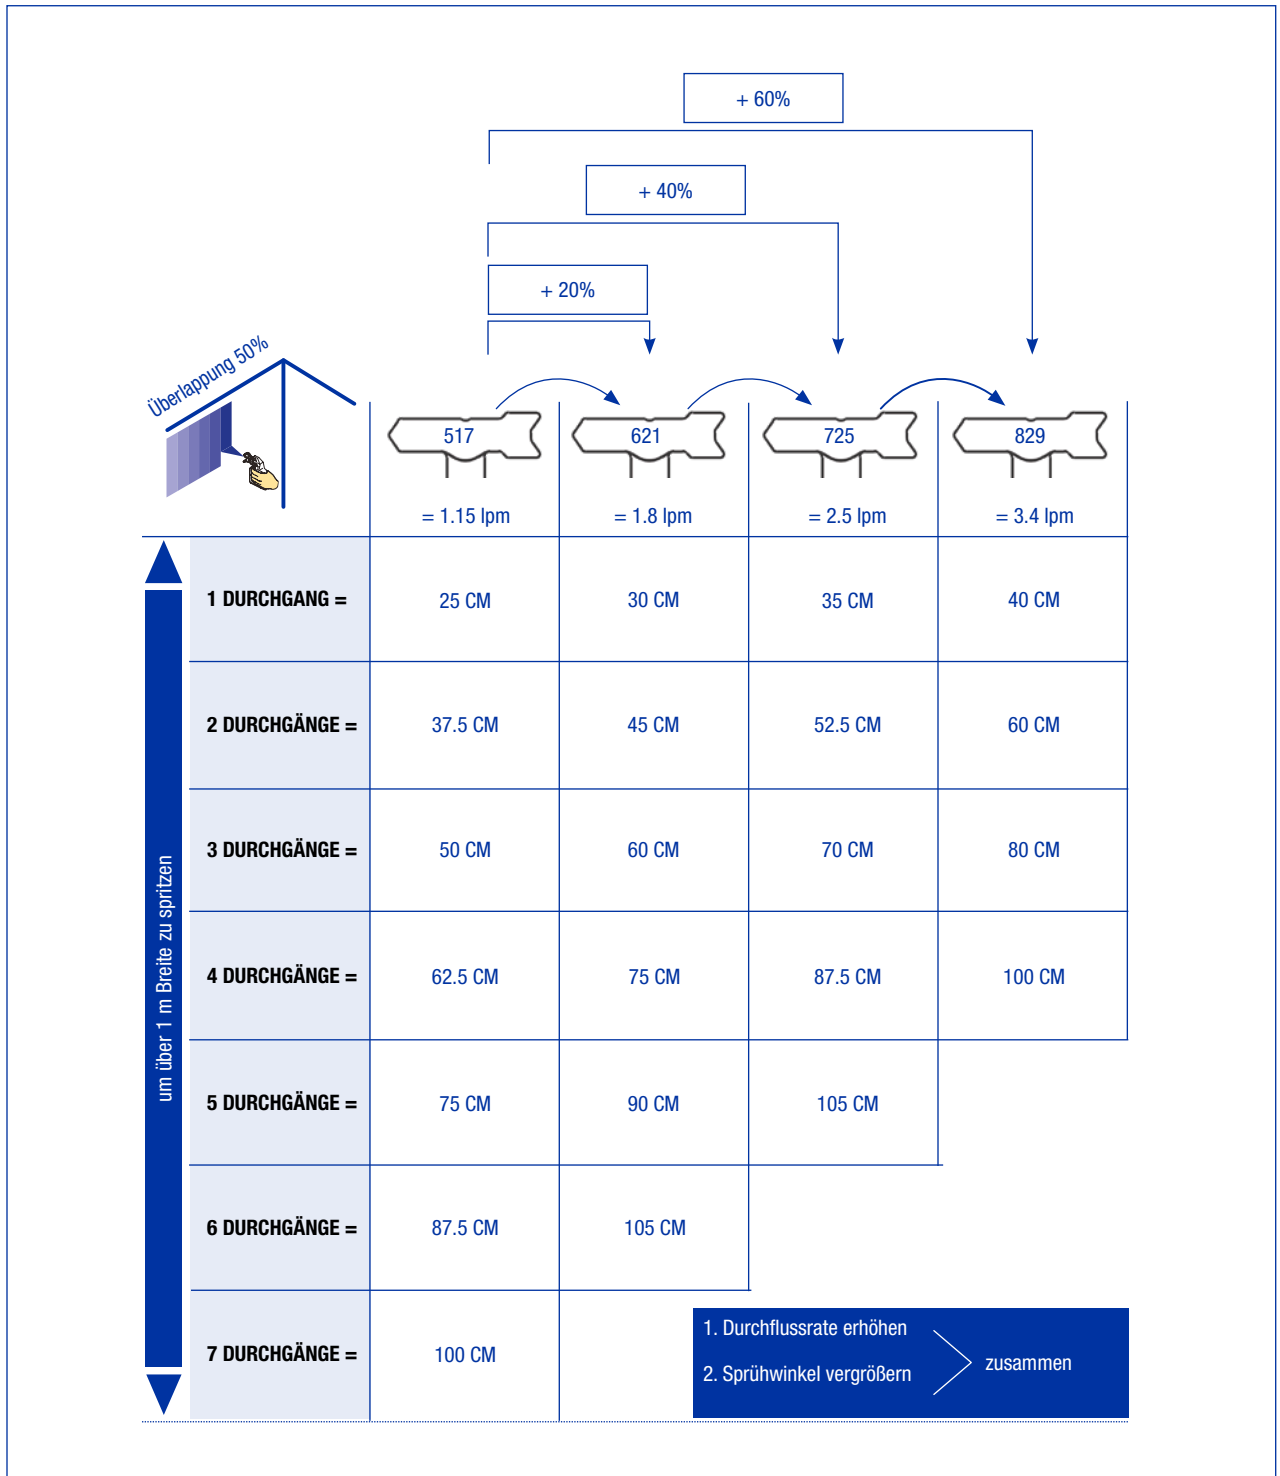 + 60%
+ 40%
+ 20%
Überlappung 50%
517 621 725 829
= 1.15 lpm = 1.8 lpm = 2.5 lpm = 3.4 lpm
1 DURCHGANG = 25 CM 30 CM 35 CM 40 CM
2 DURCHGÄNGE = 37.5 CM 45 CM 52.5 CM 60 CM
3 DURCHGÄNGE = 50 CM 60 CM 70 CM 80 CM
4 DURCHGÄNGE = 62.5 CM 75 CM 87.5 CM 100 CM
5 DURCHGÄNGE = 75 CM 90 CM 105 CM
6 DURCHGÄNGE = 87.5 CM 105 CM
7 DURCHGÄNGE = 100 CM
um über 1 m Breite zu spritzen
1. Durchflussrate erhöhen
2. Sprühwinkel vergrößern
zusammen